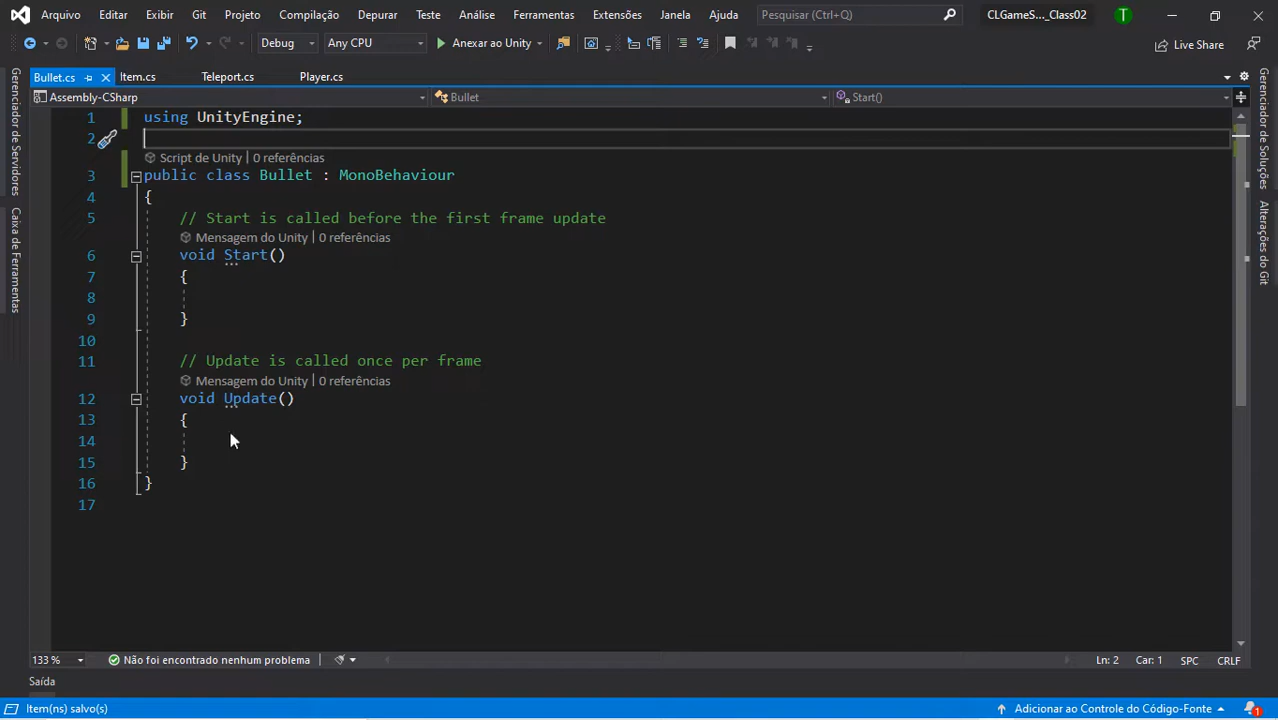 Arquivo Editar Exibir Git Projeto Compilação Depurar Teste Análise Ferramentas Extensões Janela Ajuda Pesquisar (Ctrl+Q) CLGameS..._Class02 T
Debug Any CPU Anexar ao Unity Live Share
Bullet.cs Item.cs Teleport.cs Player.cs
Assembly-CSharp Bullet Start()
Gerenciador de Servidores
Caixa de Ferramentas
1 using UnityEngine;
2
Script de Unity | 0 referências
3 public class Bullet : MonoBehaviour
4 {
5 // Start is called before the first frame update
Mensagem do Unity | 0 referências
6 void Start()
7 {
8
9 }
10
11 // Update is called once per frame
Mensagem do Unity | 0 referências
12 void Update()
13 {
14
15 }
16 }
17
Gerenciador de Soluções
Alterações do Git
133 % Não foi encontrado nenhum problema Ln: 2 Car: 1 SPC CRLF
Saída
Item(ns) salvo(s) Adicionar ao Controle do Código-Fonte 1